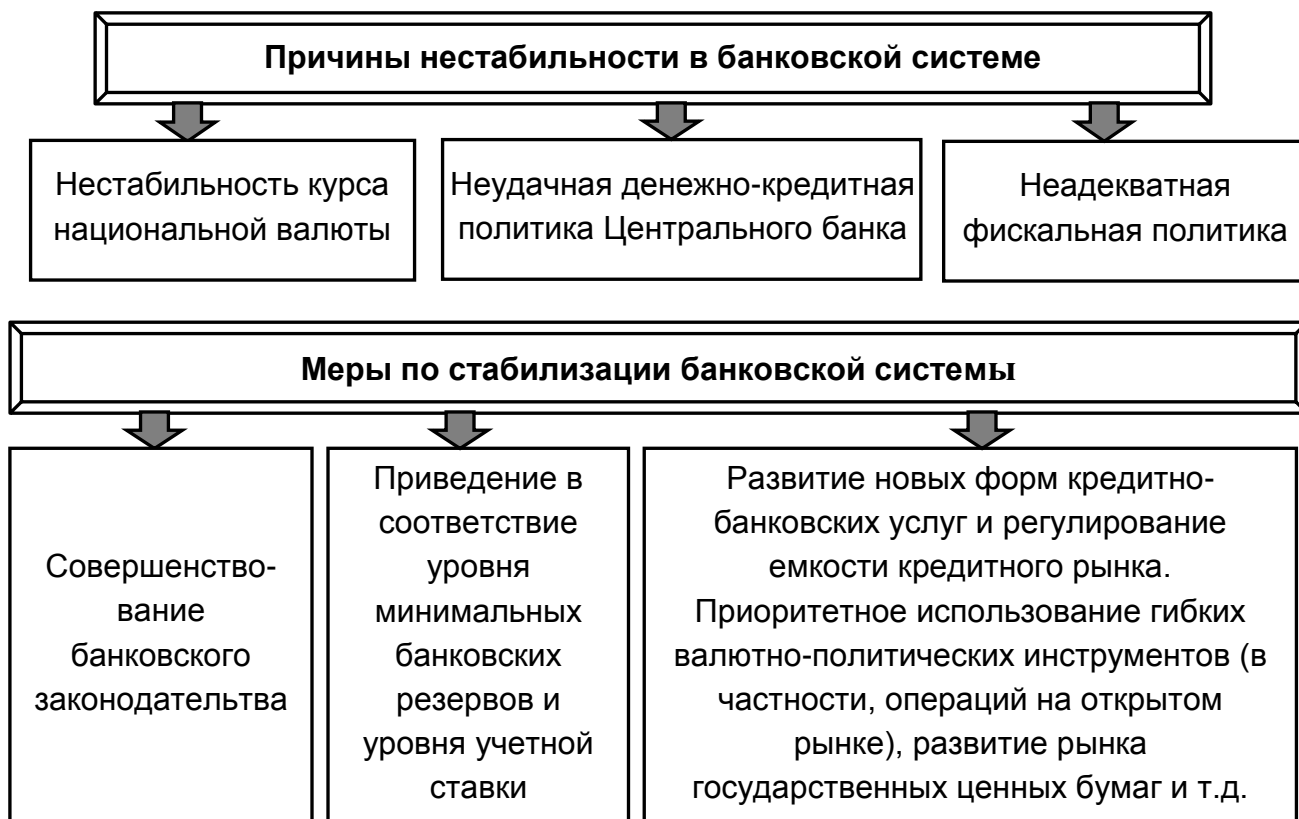 Причины нестабильности в банковской системе
Нестабильность курса
национальной валюты
Неудачная денежно-кредитная
политика Центрального банка
Неадекватная
фискальная политика
Меры по стабилизации банковской системы
Совершенство-
вание
банковского
законодательтва
Приведение в
соответствие
уровня
минимальных
банковских
резервов и
уровня учетной
ставки
Развитие новых форм кредитно-
банковских услуг и регулирование
емкости кредитного рынка.
Приоритетное использование гибких
валютно-политических инструментов (в
частности, операций на открытом
рынке), развитие рынка
государственных ценных бумаг и т.д.